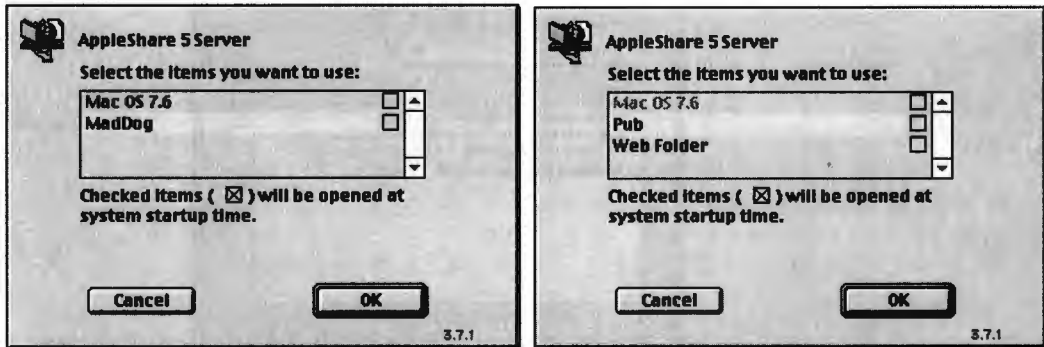 AppleShare 5 Server
Select the items you want to use:
Mac OS 7.6
MadDog
Checked items ( ☒ ) will be opened at
system startup time.
Cancel
OK
3.7.1
AppleShare 5 Server
Select the items you want to use:
Mac OS 7.6
Pub
Web Folder
Checked items ( ☒ ) will be opened at
system startup time.
Cancel
OK
3.7.1